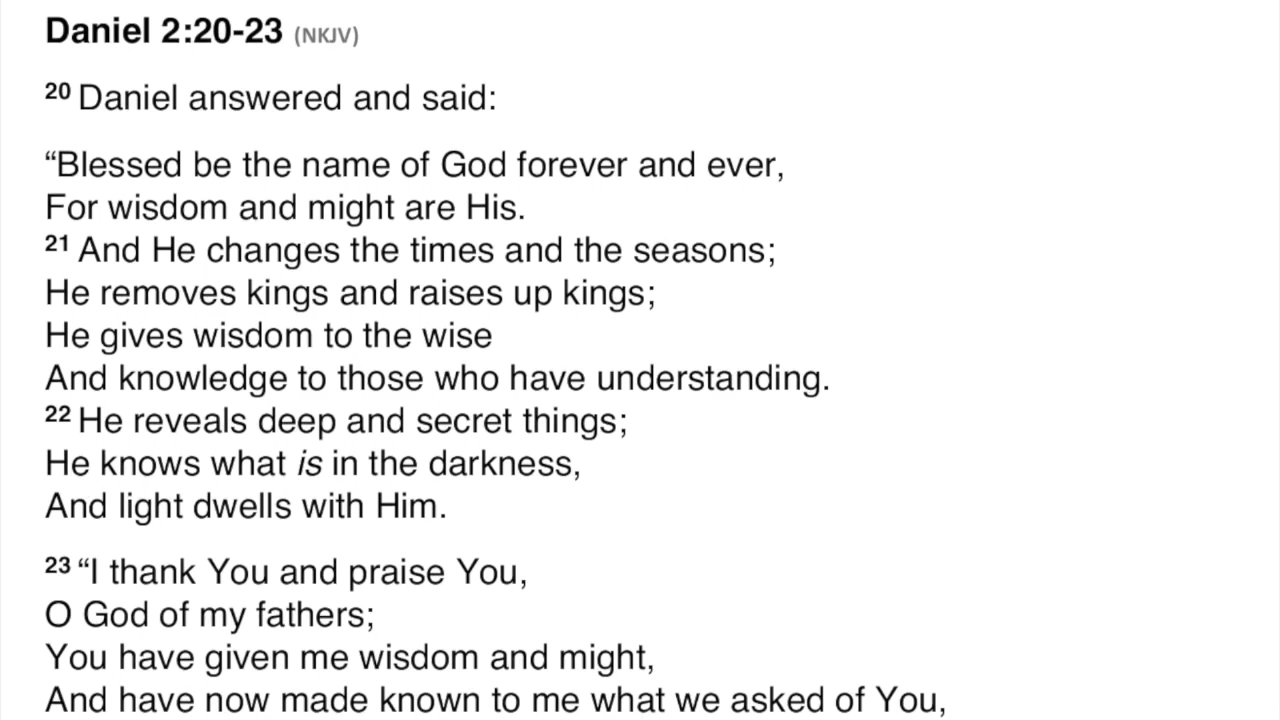 Daniel 2:20-23 (NKJV)
20 Daniel answered and said:
“Blessed be the name of God forever and ever,
For wisdom and might are His.
21 And He changes the times and the seasons;
He removes kings and raises up kings;
He gives wisdom to the wise
And knowledge to those who have understanding.
22 He reveals deep and secret things;
He knows what is in the darkness,
And light dwells with Him.
23 “I thank You and praise You,
O God of my fathers;
You have given me wisdom and might,
And have now made known to me what we asked of You,